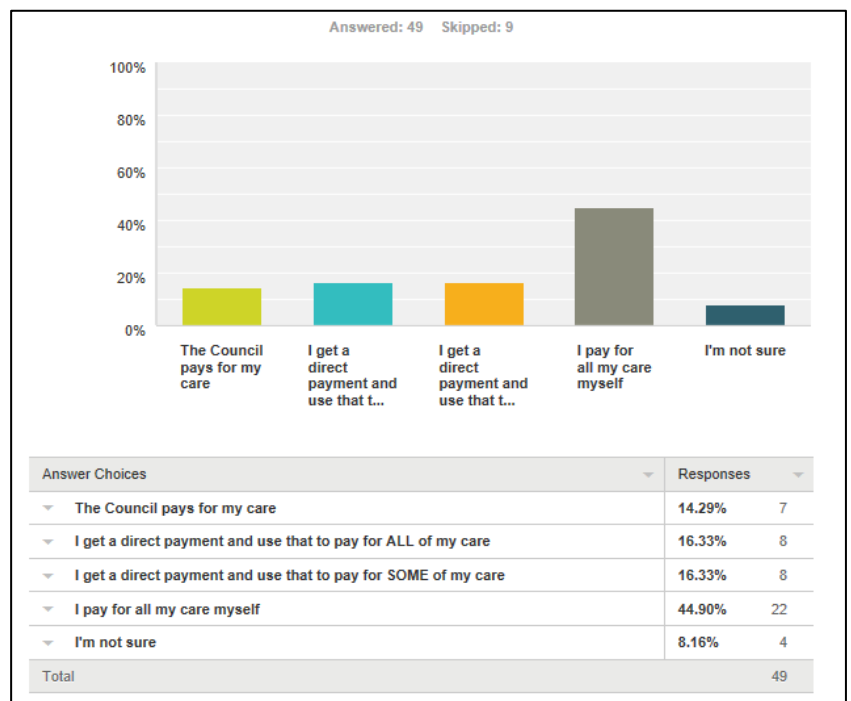 Answered: 49 Skipped: 9
100%
80%
60%
40%
20%
0%
The Council
pays for my
care
I get a
direct
payment and
use that t...
I get a
direct
payment and
use that t...
I pay for
all my care
myself
I'm not sure
Answer Choices Responses
The Council pays for my care 14.29% 7
I get a direct payment and use that to pay for ALL of my care 16.33% 8
I get a direct payment and use that to pay for SOME of my care 16.33% 8
I pay for all my care myself 44.90% 22
I'm not sure 8.16% 4
Total 49